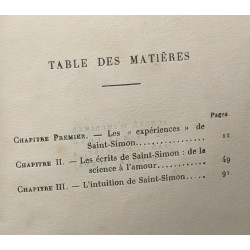 TABLE DES MATIÈRES
Pages
CHAPITRE PREMIER. — Les « expériences » de
Saint-Simon................ 11
CHAPITRE II. — Les écrits de Saint-Simon : de la
science à l'amour........... 49
CHAPITRE III. — L'intuition de Saint-Simon..... 91